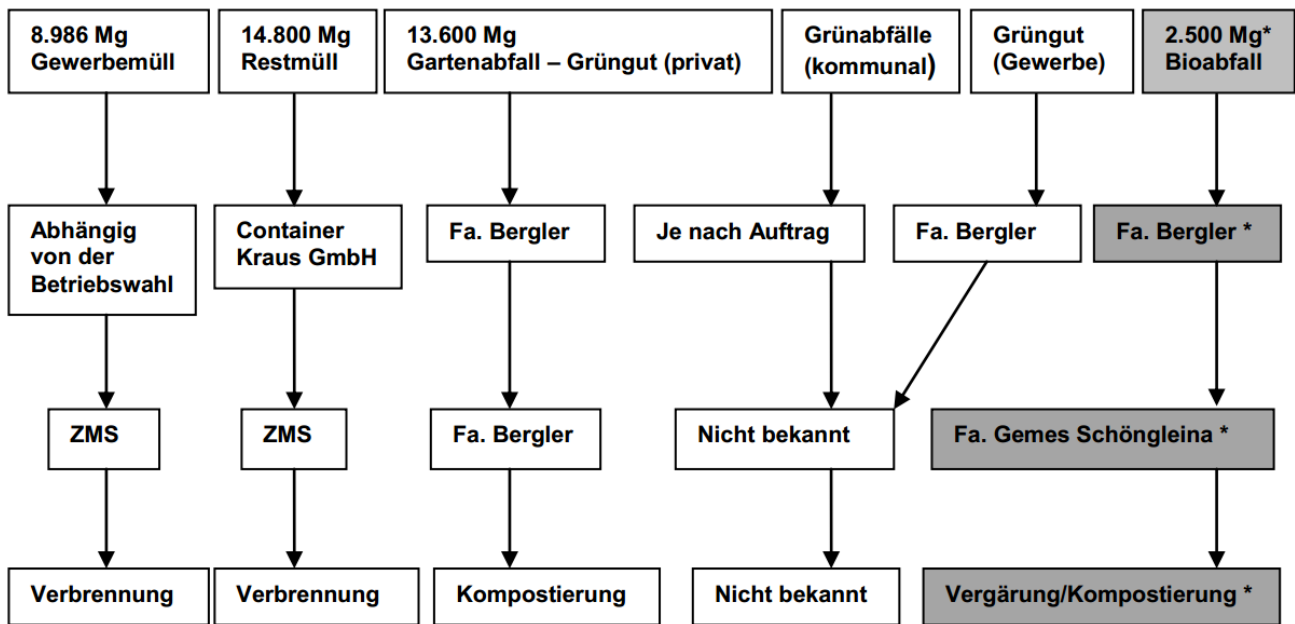 8.986 Mg
Gewerbemüll
14.800 Mg
Restmüll
13.600 Mg
Gartenabfall – Grüngut (privat)
Grünabfälle
(kommunal)
Grüngut
(Gewerbe)
2.500 Mg*
Bioabfall
Abhängig
von der
Betriebswahl
Container
Kraus GmbH
Fa. Bergler
Je nach Auftrag
Fa. Bergler
Fa. Bergler *
ZMS
ZMS
Fa. Bergler
Nicht bekannt
Fa. Gemes Schöngleina *
Verbrennung
Verbrennung
Kompostierung
Nicht bekannt
Vergärung/Kompostierung *